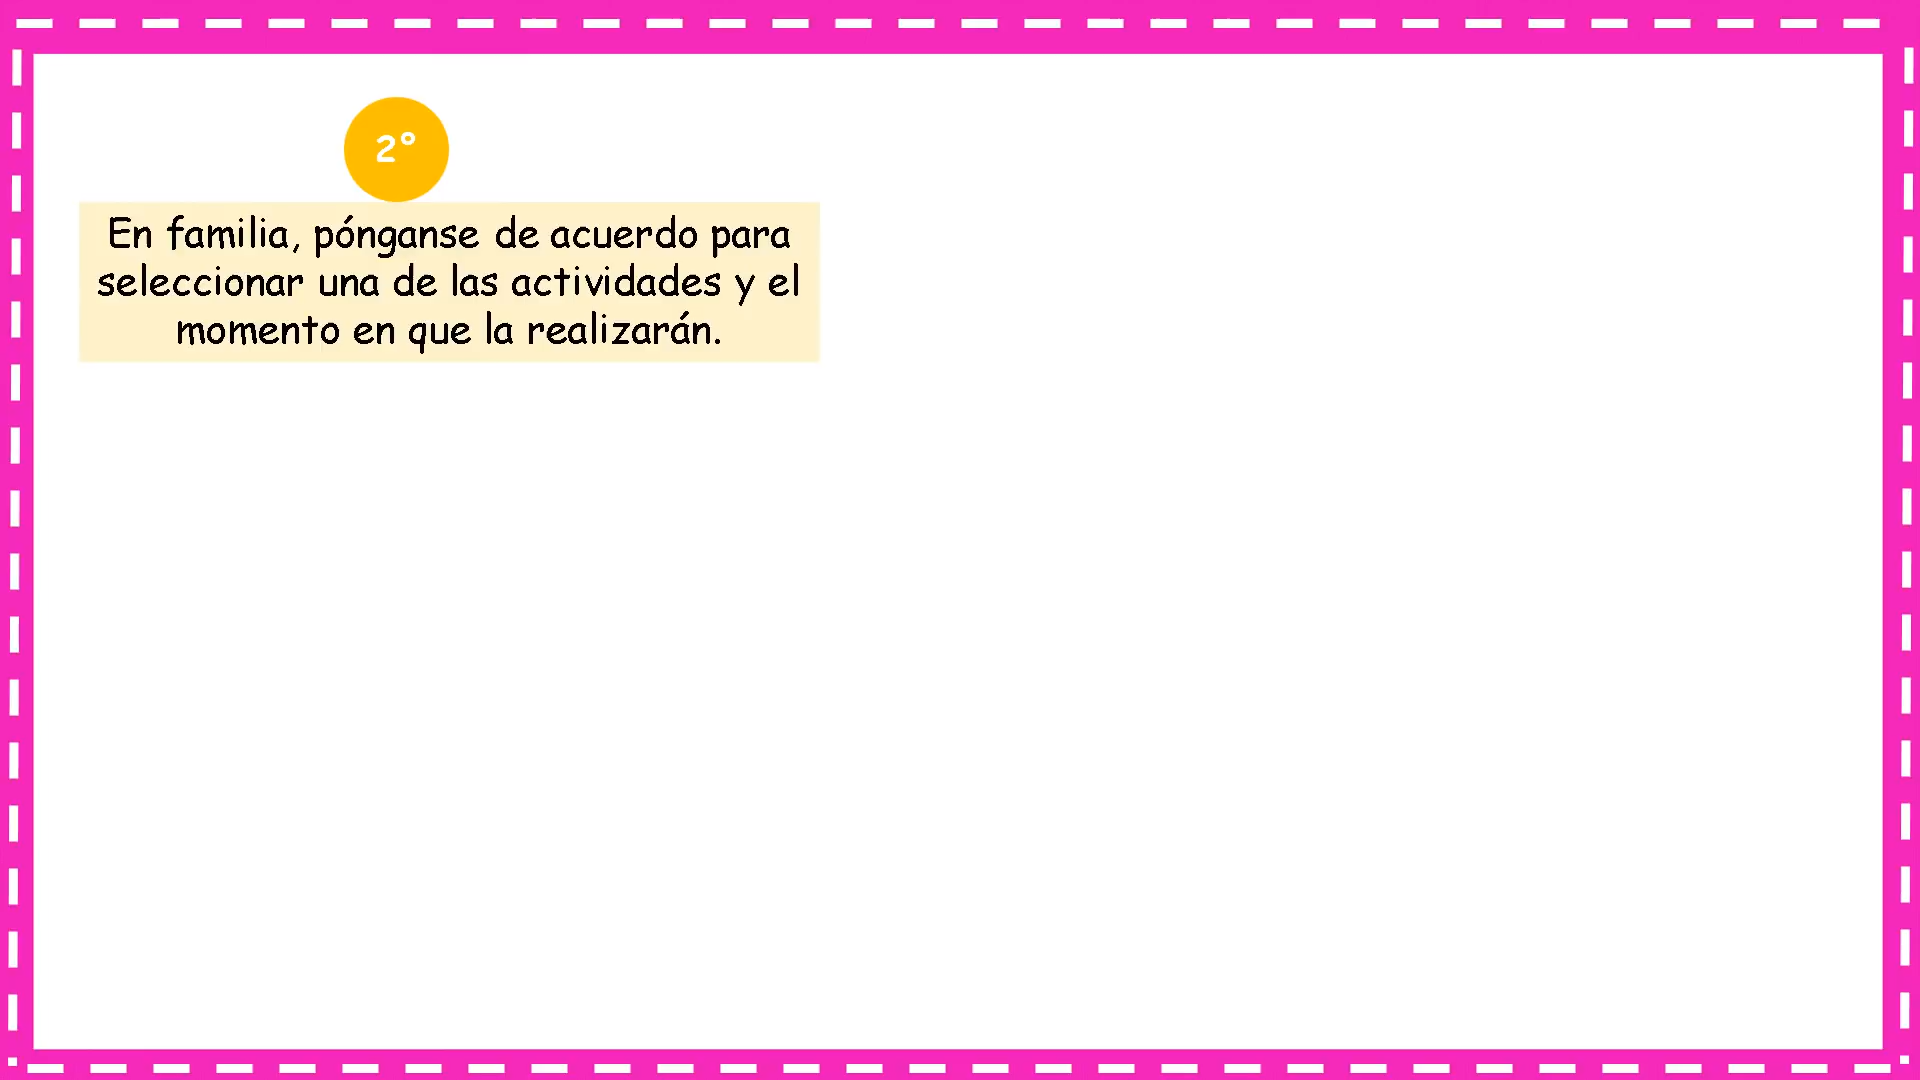 2°
En familia, pónganse de acuerdo para
seleccionar una de las actividades y el
momento en que la realizarán.